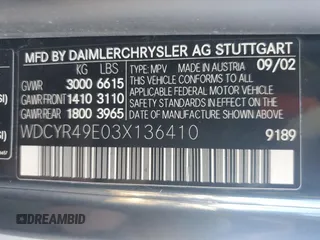 MFD BY DAIMLERCHRYSLER AG STUTTGART
KG LBS TYPE: MPV MADE IN AUSTRIA 09/02
GVWR 3000 6615
GAWR FRONT 1410 3110
GAWR REAR 1800 3965
THIS VEHICLE CONFORMS TO ALL
APPLICABLE U.S. FEDERAL MOTOR
VEHICLE SAFETY STANDARDS IN
EFFECT ON THE DATE OF
MANUFACTURE SHOWN ABOVE.
WDCYR49E03X136410
9189
SI)
SI)
DREAMBID